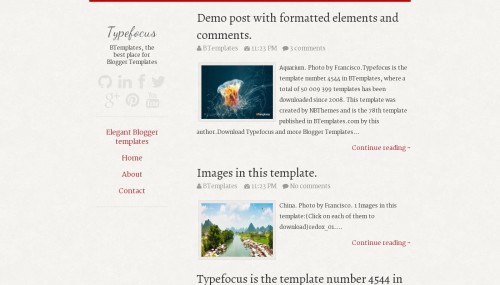 Typefocus
BTemplates, the
best place for
Blogger Templates
Elegant Blogger
templates
Home
About
Contact
Demo post with formatted elements and
comments.
BTemplates 11:23 PM 3 comments
Aquarium. Photo by Francisco.Typefocus is the
template number 4544 in BTemplates, where a
total of 50 009 399 templates has been
downloaded since 2008. This template was
created by NBThemes and is the 78th template
published in BTemplates.com by this
author.Download Typefocus and more Blogger Templates...
Continue reading -
Images in this template.
BTemplates 11:23 PM No comments
China. Photo by Francisco. 1 Images in this
template:(Click on each of them to
download)sedox_01....
Continue reading -
Typefocus is the template number 4544 in